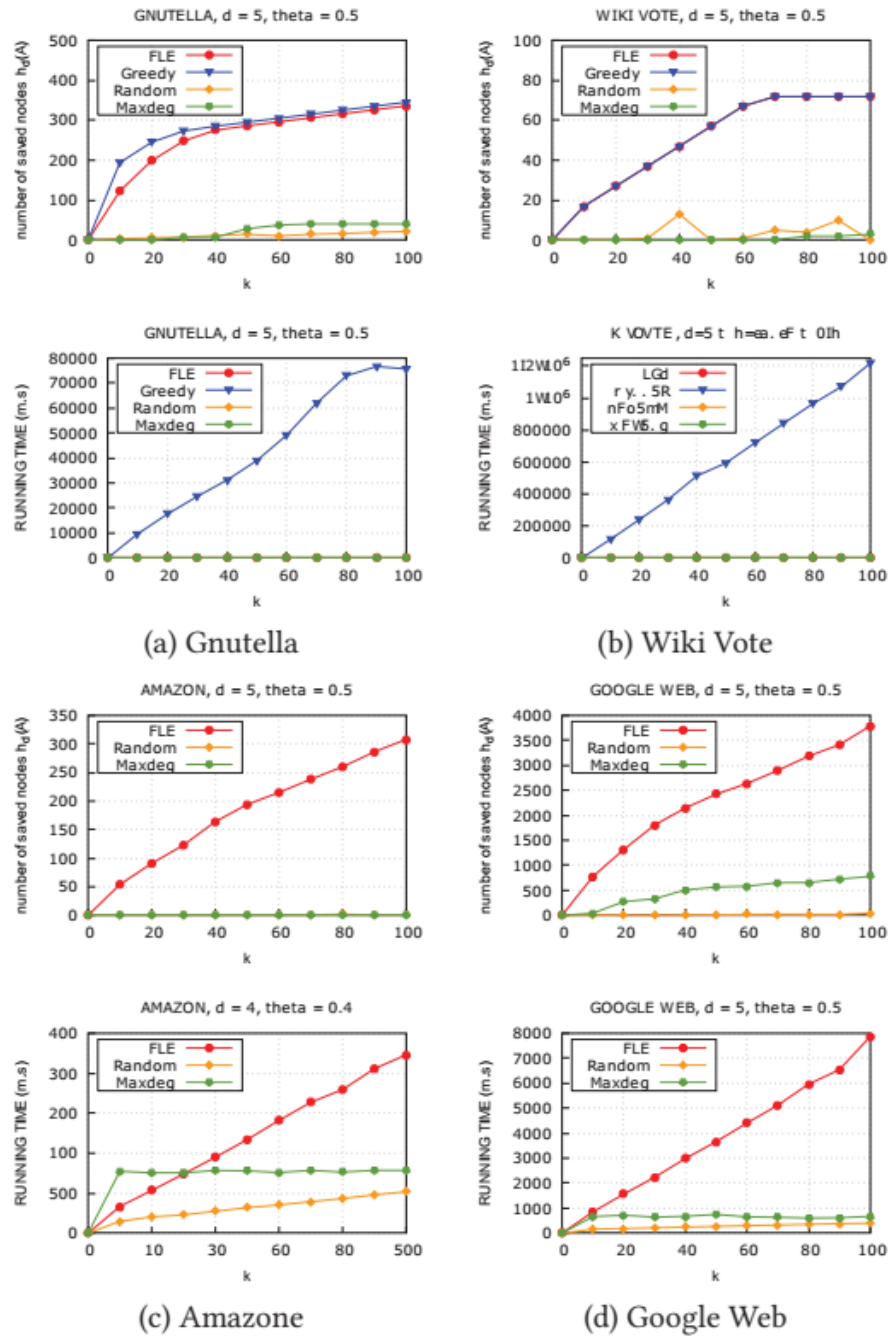 GNUTELLA, d = 5, theta = 0.5
number of saved nodes h_d(A)
500
400
300
200
100
0
FLE
Greedy
Random
Maxdeg
0 20 40 60 80 100
k
WIKI VOTE, d = 5, theta = 0.5
number of saved nodes h_d(A)
100
80
60
40
20
0
FLE
Greedy
Random
Maxdeg
0 20 40 60 80 100
k
GNUTELLA, d = 5, theta = 0.5
RUNNING TIME (m.s)
80000
70000
60000
50000
40000
30000
20000
10000
0
FLE
Greedy
Random
Maxdeg
0 20 40 60 80 100
k
K VOVTE, d=5 t h=
RUNNING TIME (m.s)
800000
600000
400000
200000
0
LGd
r y. . 5R
nFo5mM
0 20 40 60 80 100
k
(a) Gnutella
(b) Wiki Vote
AMAZON, d = 5, theta = 0.5
number of saved nodes h_d(A)
350
300
250
200
150
100
50
0
FLE
Random
Maxdeg
0 20 40 60 80 100
k
GOOGLE WEB, d = 5, theta = 0.5
number of saved nodes h_d(A)
4000
3500
3000
2500
2000
1500
1000
500
0
FLE
Random
Maxdeg
0 20 40 60 80 100
k
AMAZON, d = 4, theta = 0.4
RUNNING TIME (m.s)
400
300
200
100
500
0
FLE
Random
Maxdeg
0 10 30 60 80 500
k
GOOGLE WEB, d = 5, theta = 0.5
RUNNING TIME (m.s)
8000
7000
6000
5000
4000
3000
2000
1000
0
FLE
Random
Maxdeg
0 20 40 60 80 100
k
(c) Amazone
(d) Google Web